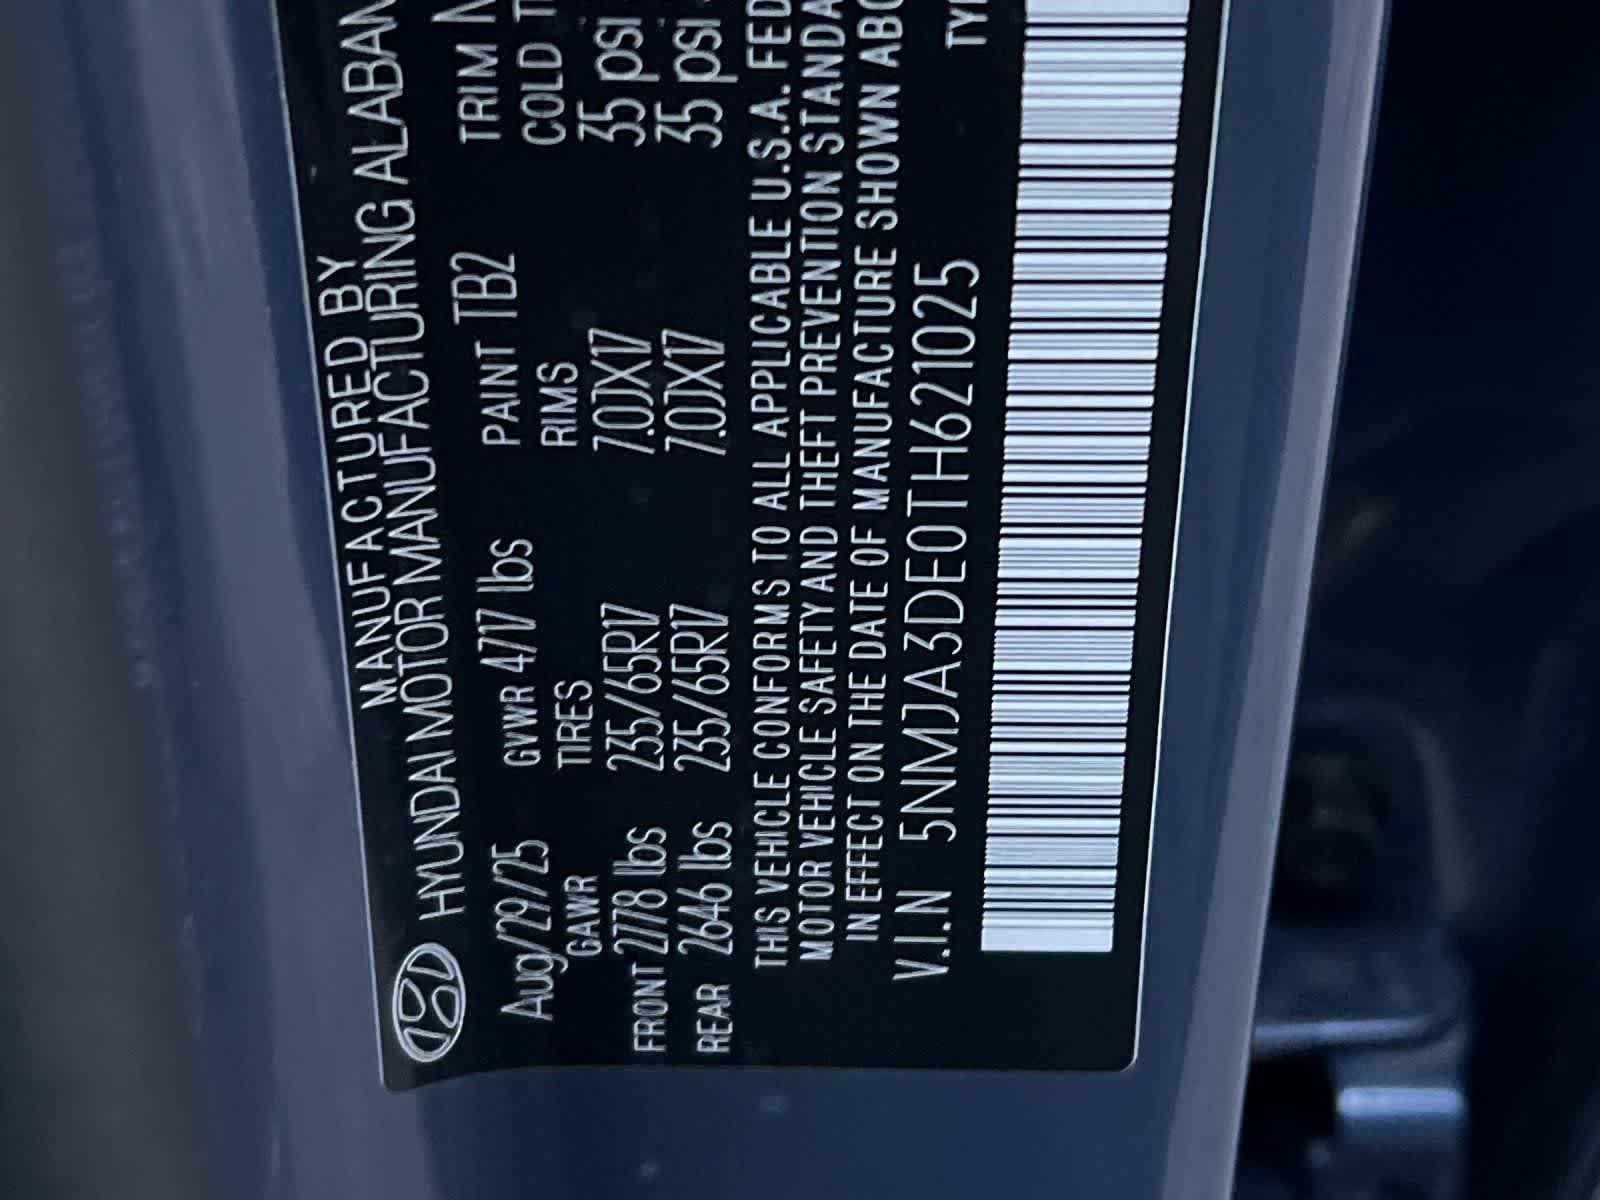 MANUFACTURED BY
HYUNDAI MOTOR MANUFACTURING ALABAM
Aug/29/25 GVWR 4717 lbs PAINT TB2 TRIM
GAWR TIRES RIMS COLD
FRONT 2778 lbs 235/65R17 7.0JX17 35 psi
REAR 2646 lbs 235/65R17 7.0JX17 35 psi
THIS VEHICLE CONFORMS TO ALL APPLICABLE U.S.A. FED
MOTOR VEHICLE SAFETY AND THEFT PREVENTION STANDA
IN EFFECT ON THE DATE OF MANUFACTURE SHOWN ABO
V.I.N 5NMJA3DE0TH621025 TY